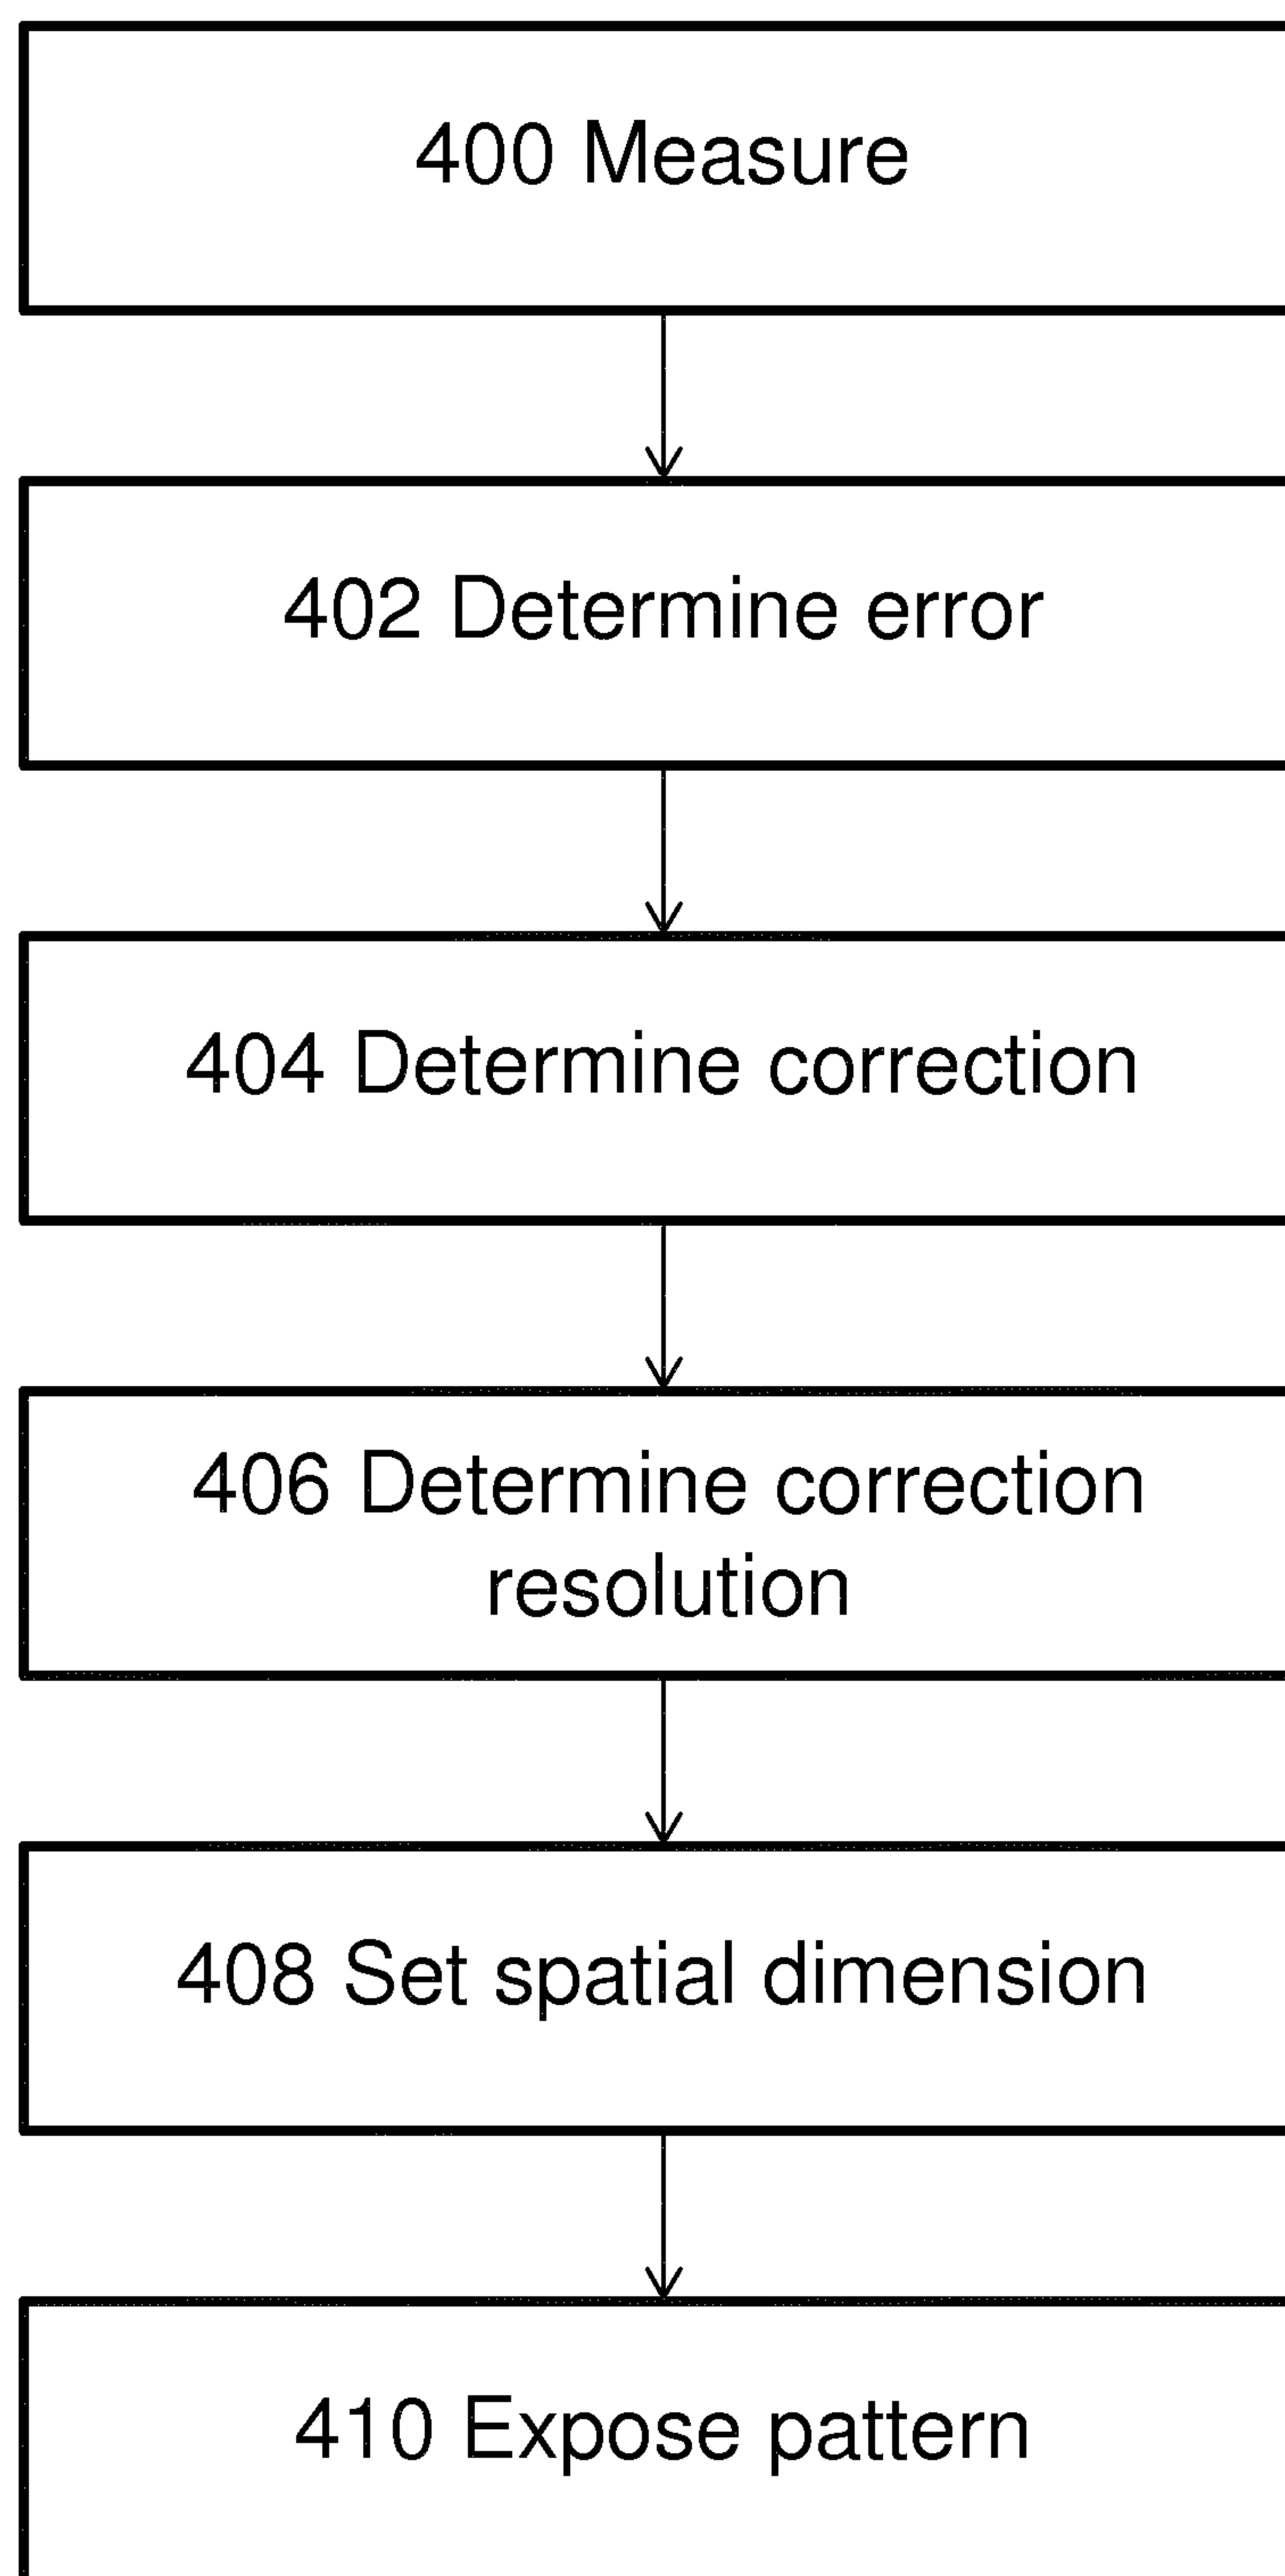 400 Measure
402 Determine error
404 Determine correction
406 Determine correction
resolution
408 Set spatial dimension
410 Expose pattern